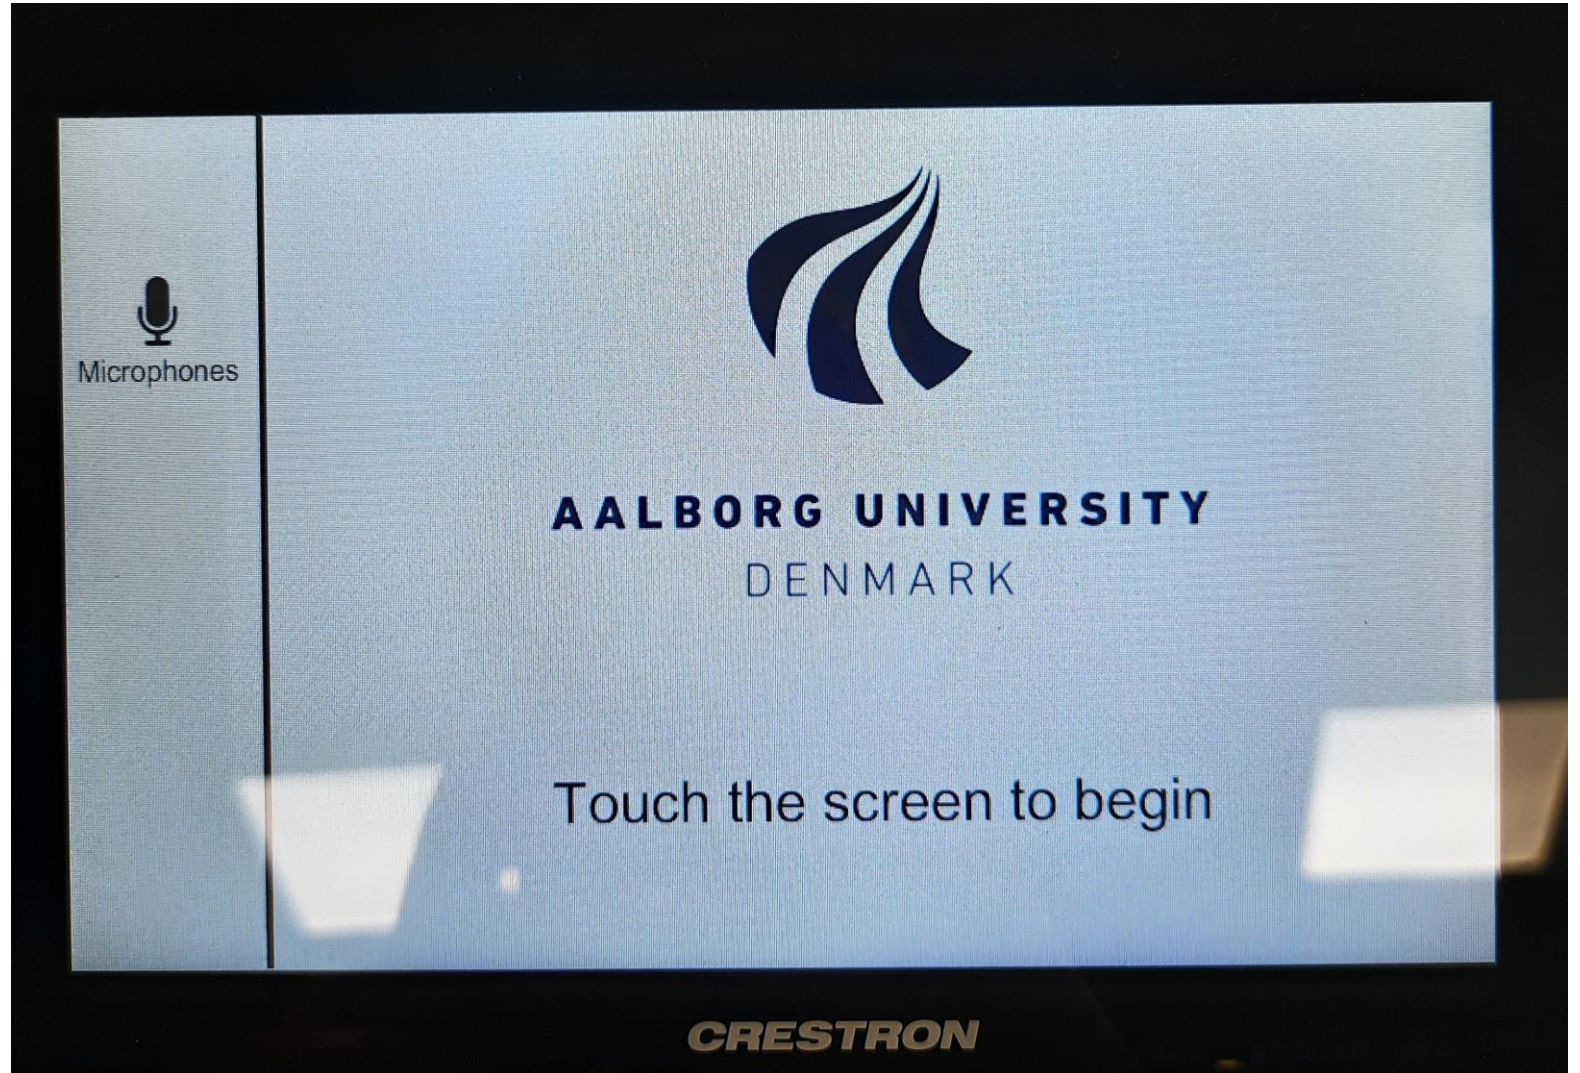 Microphones
AALBORG UNIVERSITY
DENMARK
Touch the screen to begin
CRESTRON